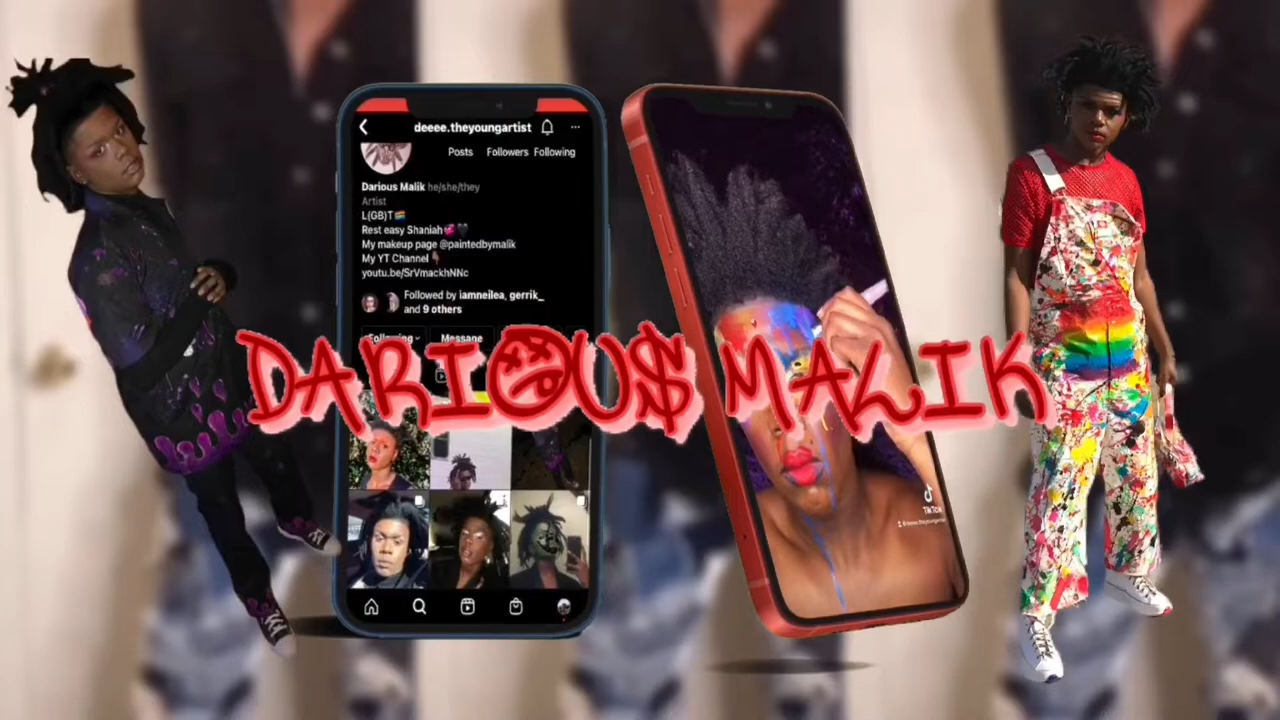 deeee.theyoungartist
Posts Followers Following
Darious Malik he/she/they
Artist
L(GB)T🏳️‍🌈
Rest easy Shaniah💞🖤
My makeup page @paintedbymalik
My YT Channel👇🏾
youtu.be/SrVmackhNNc
Followed by iamneilea, gerrik_
and 9 others
Following Message
DARIOU$ MALIK
TikTok